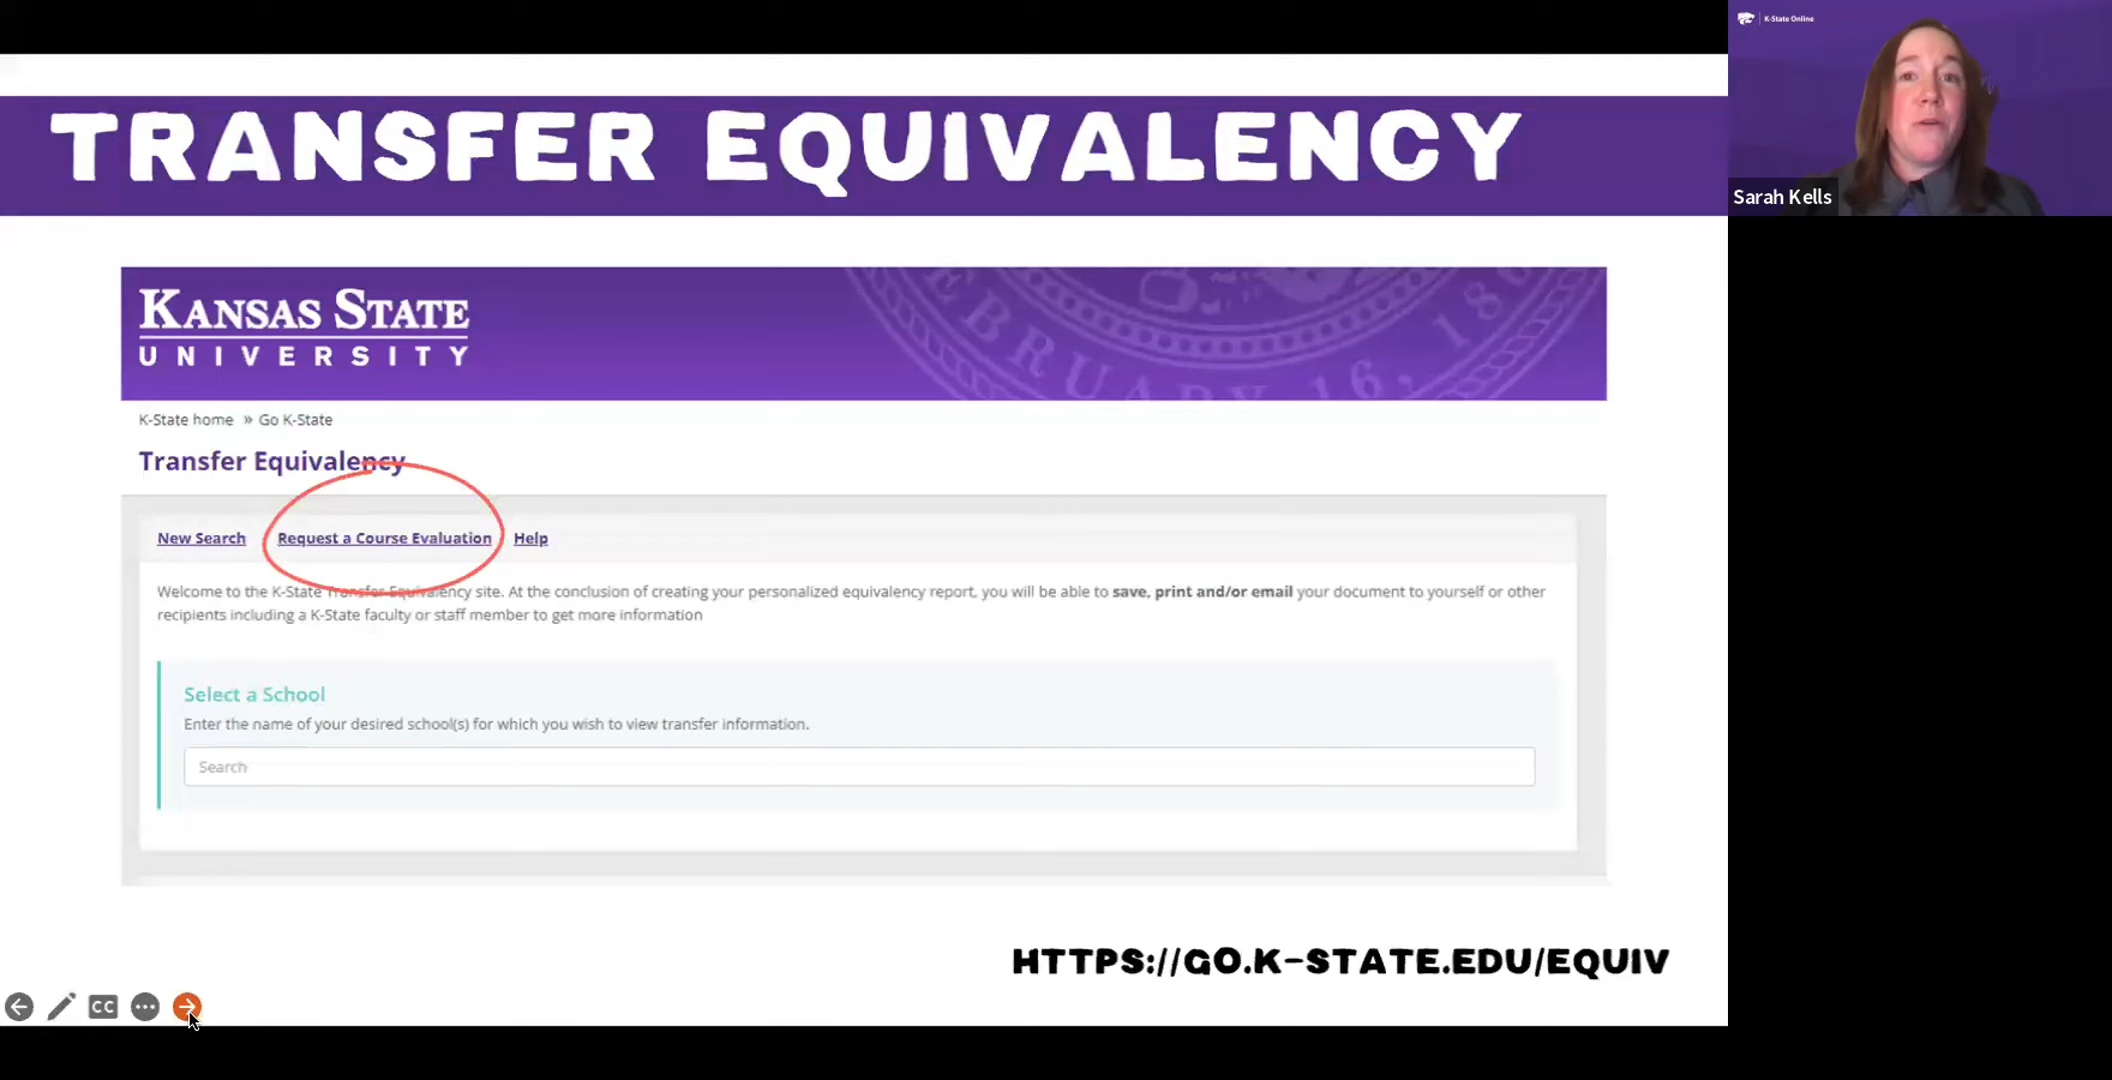 TRANSFER EQUIVALENCY
K-State Online
Sarah Kells
KANSAS STATE
UNIVERSITY
FEBRUARY 16, 18
K-State home » Go K-State
Transfer Equivalency
New Search Request a Course Evaluation Help
Welcome to the K-State Transfer Equivalency site. At the conclusion of creating your personalized equivalency report, you will be able to save, print and/or email your document to yourself or other
recipients including a K-State faculty or staff member to get more information
Select a School
Enter the name of your desired school(s) for which you wish to view transfer information.
Search
HTTPS://GO.K-STATE.EDU/EQUIV
CC